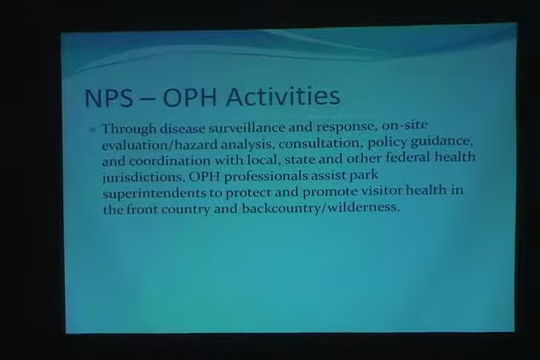 NPS – OPH Activities
Through disease surveillance and response, on-site
evaluation/hazard analysis, consultation, policy guidance,
and coordination with local, state and other federal health
jurisdictions, OPH professionals assist park
superintendents to protect and promote visitor health in
the front country and backcountry/wilderness.